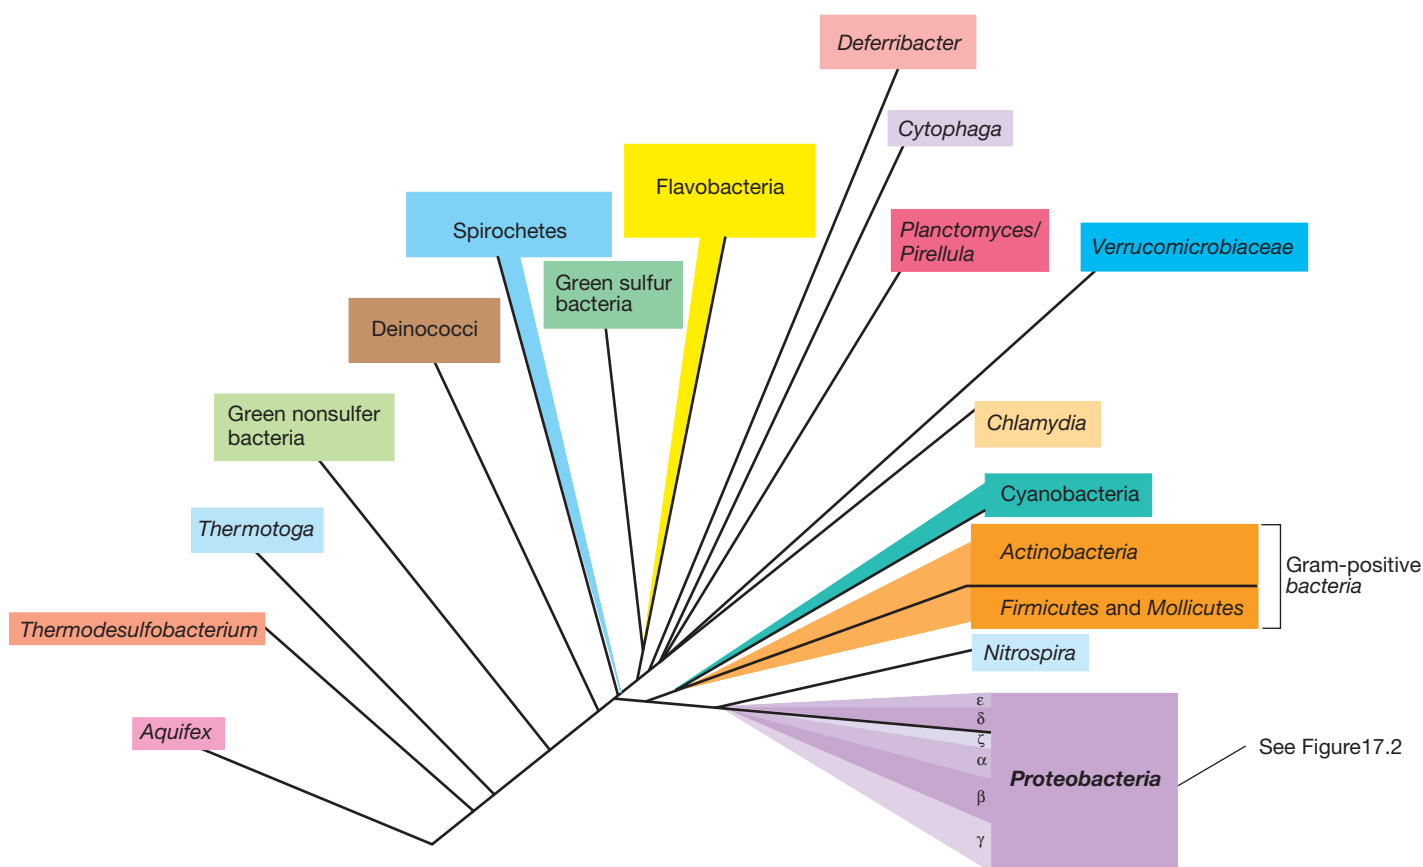 Deferribacter
Cytophaga
Flavobacteria
Planctomyces/
Pirellula
Verrucomicrobiaceae
Spirochetes
Green sulfur
bacteria
Deinococci
Green nonsulfer
bacteria
Chlamydia
Cyanobacteria
Thermotoga
Actinobacteria
Firmicutes and Mollicutes
Gram-positive
bacteria
Thermodesulfobacterium
Nitrospira
Aquifex
ε
δ
ζ
α
β
γ
Proteobacteria
See Figure17.2